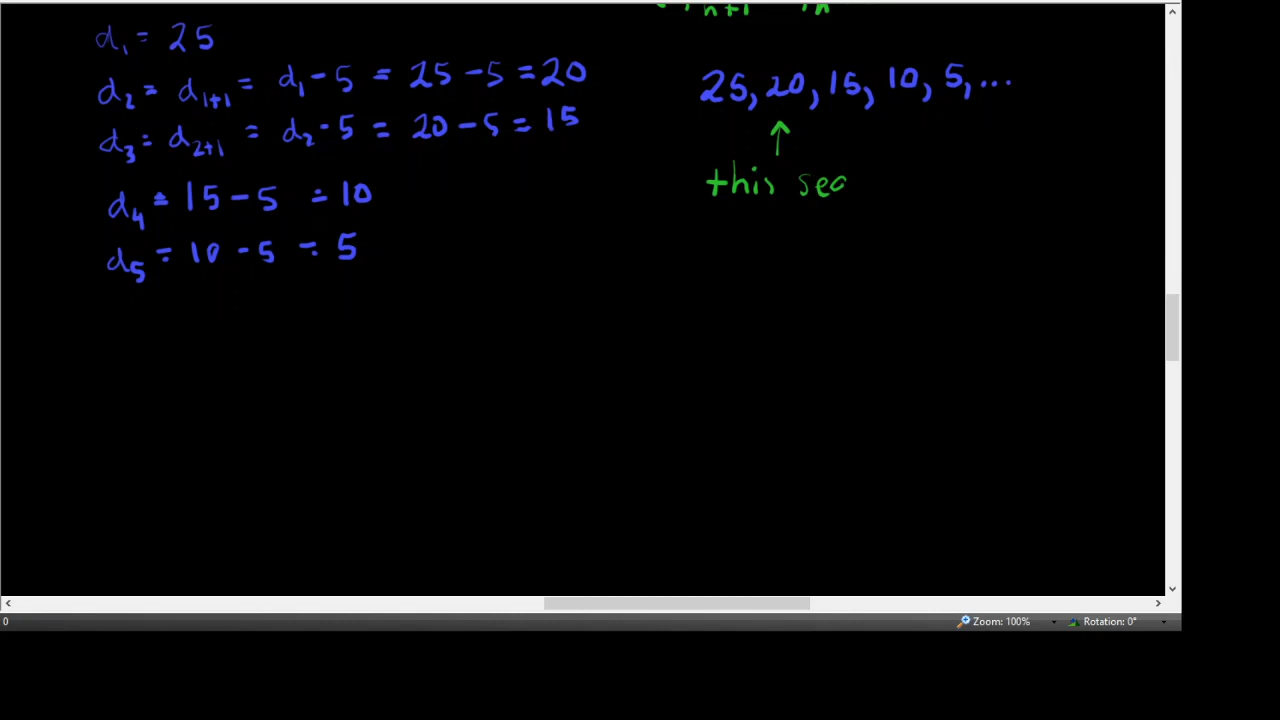 d₁ = 25
d₂ = d₁₊₁ = d₁ - 5 = 25 - 5 = 20
d₃ = d₂₊₁ = d₂ - 5 = 20 - 5 = 15
d₄ = 15 - 5 = 10
d₅ = 10 - 5 = 5
25, 20, 15, 10, 5, ...
↑
this
0
Zoom: 100%
Rotation: 0°